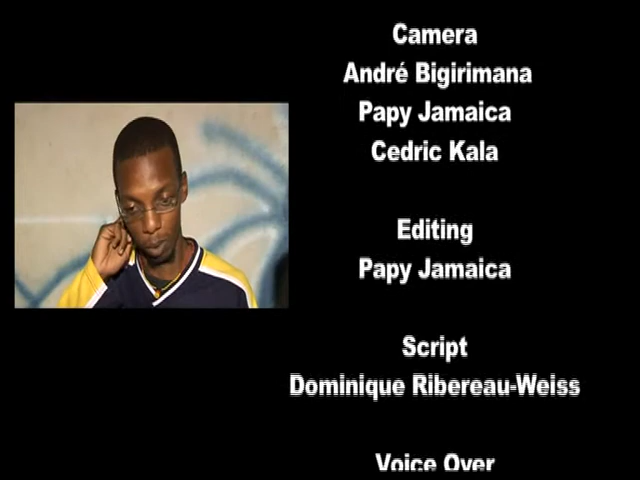 Camera
André Bigirimana
Papy Jamaica
Cedric Kala
Editing
Papy Jamaica
Script
Dominique Ribereau-Weiss
Voice Over